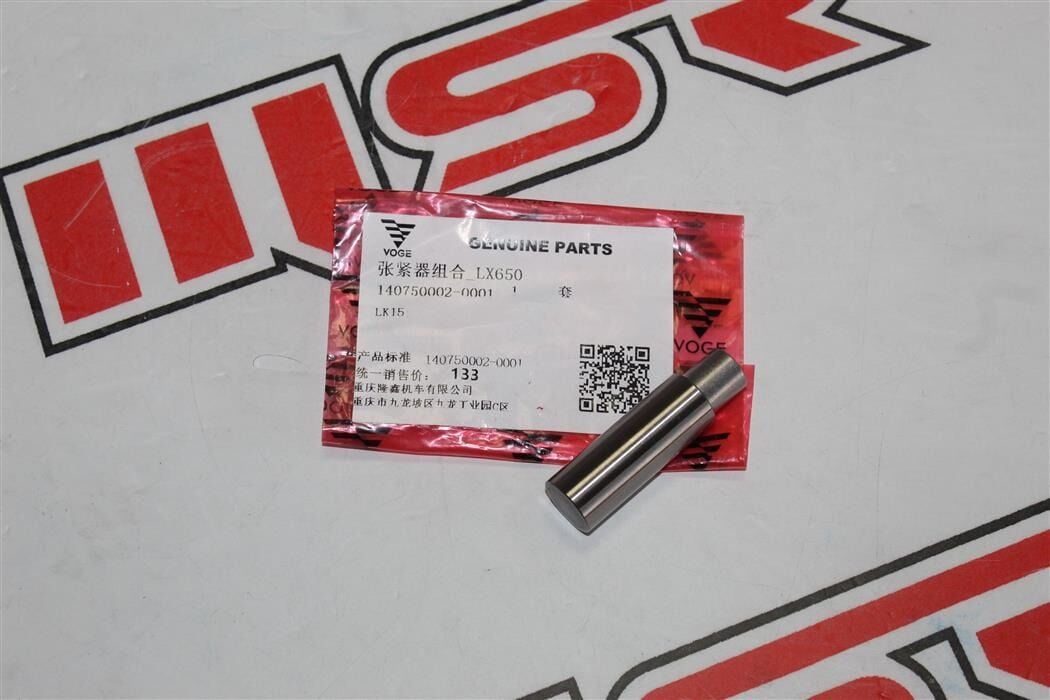 VOGE
GENUINE PARTS
张紧器组合_LX650
140750002-0001 1 套
LK15
产品标准 140750002-0001
统一销售价： 133
重庆隆鑫机车有限公司
重庆市九龙坡区九龙工业园C区
VOGE